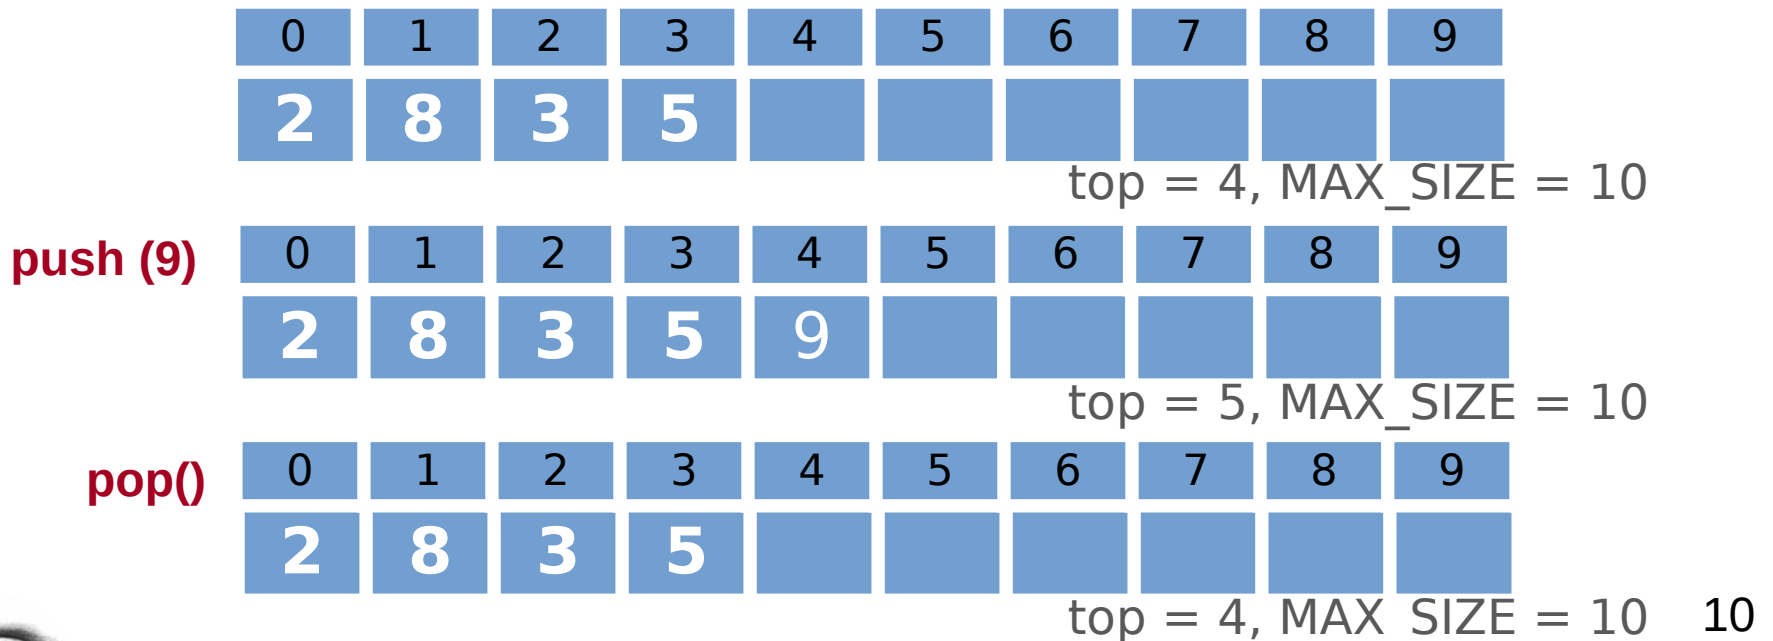 0 1 2 3 4 5 6 7 8 9
2 8 3 5
top = 4, MAX_SIZE = 10
push (9) 0 1 2 3 4 5 6 7 8 9
2 8 3 5 9
top = 5, MAX_SIZE = 10
pop() 0 1 2 3 4 5 6 7 8 9
2 8 3 5
top = 4, MAX SIZE = 10 10